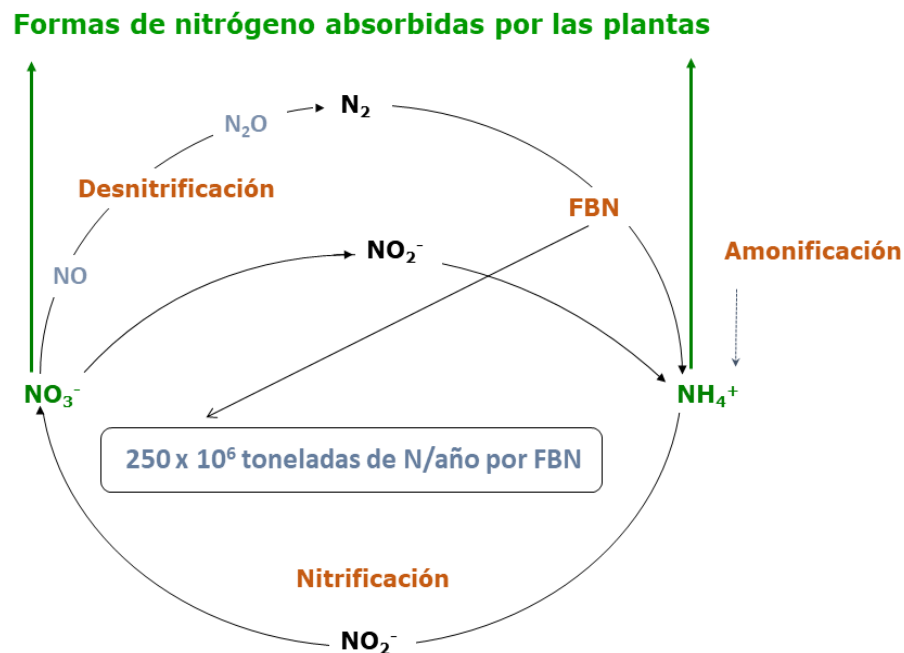 Formas de nitrógeno absorbidas por las plantas
N₂
N₂O
Desnitrificación
FBN
NO₂⁻
Amonificación
NO
NO₃⁻
NH₄⁺
250 x 10⁶ toneladas de N/año por FBN
Nitrificación
NO₂⁻